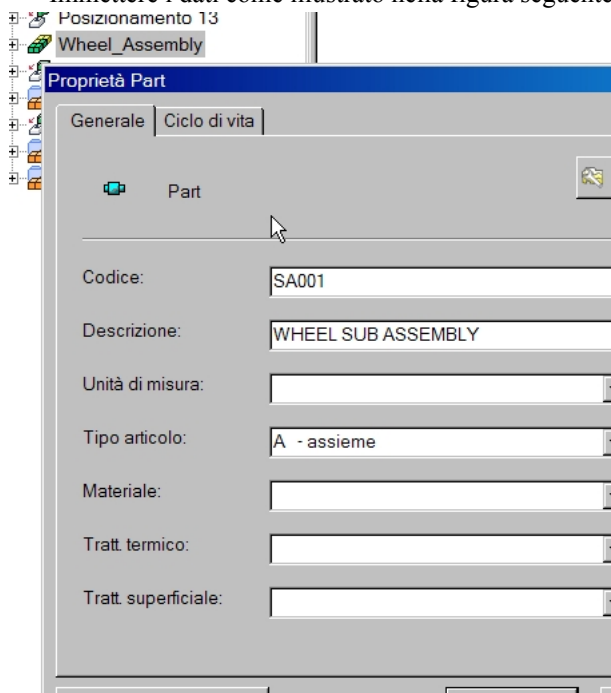 Immettere i dati come illustrato nella figura seguente
Posizionamento 13
Wheel_Assembly
Proprietà Part
Generale
Ciclo di vita
Part
Codice:
SA001
Descrizione:
WHEEL SUB ASSEMBLY
Unità di misura:
Tipo articolo:
A - assieme
Materiale:
Tratt. termico:
Tratt. superficiale: